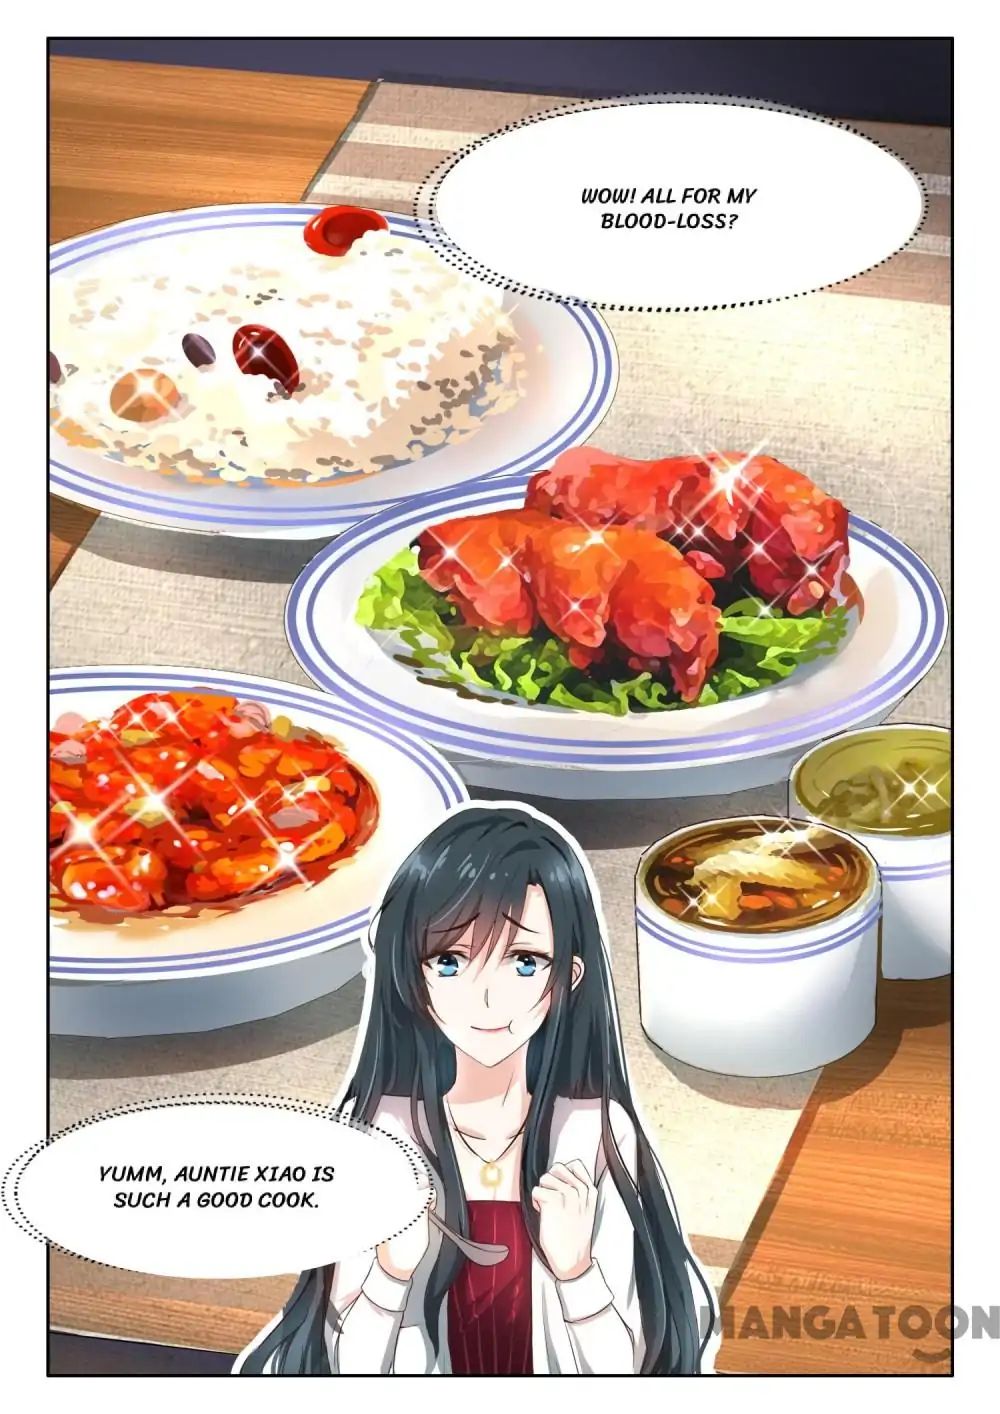 WOW! ALL FOR MY
BLOOD-LOSS?
YUMM, AUNTIE XIAO IS
SUCH A GOOD COOK.
MANGATOON